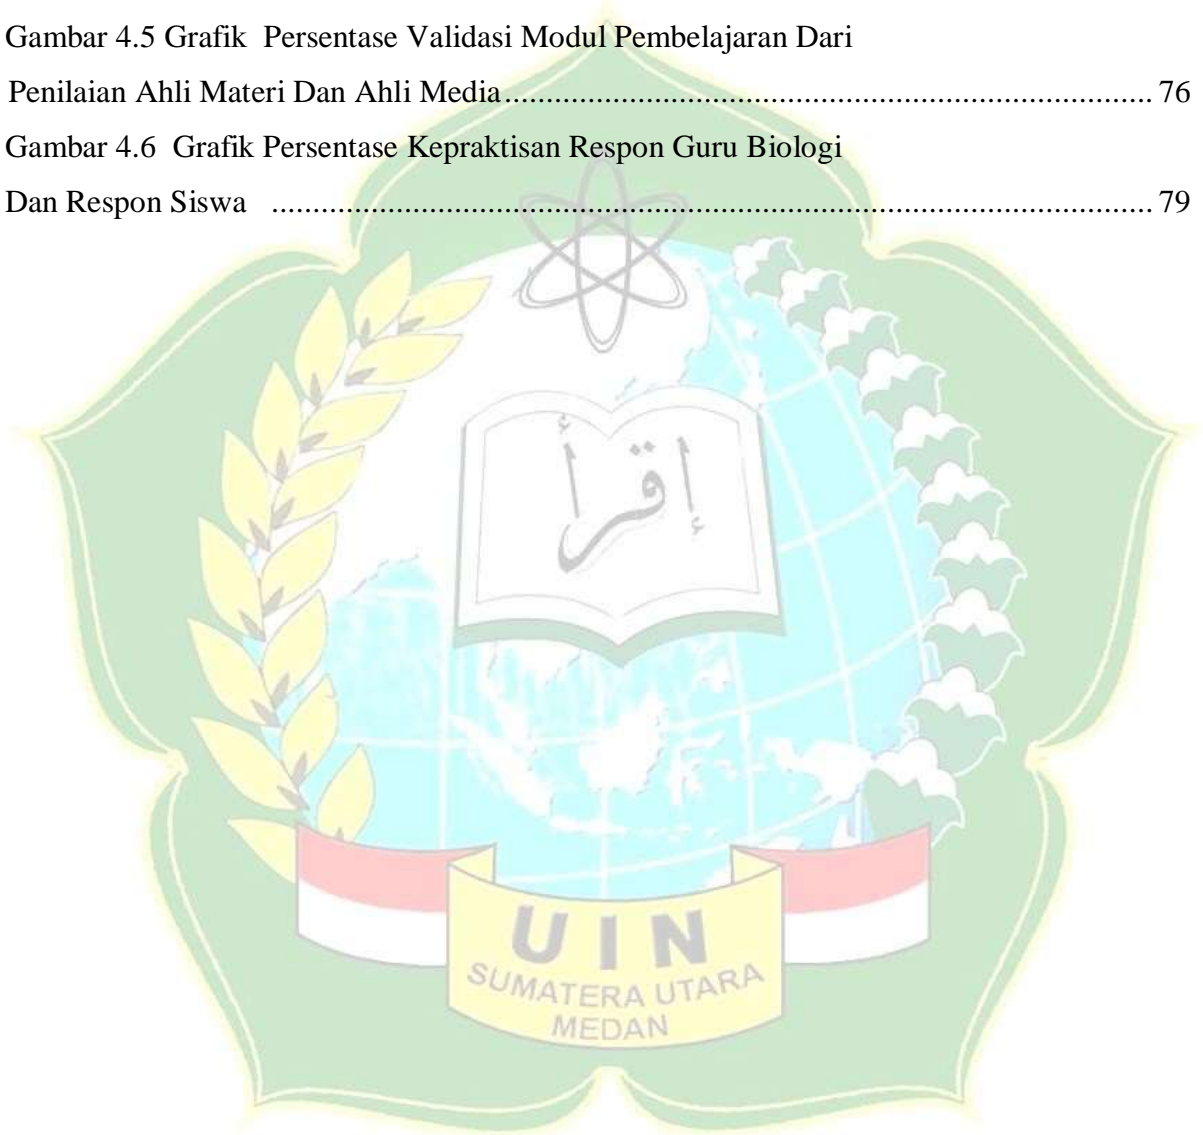 Gambar 4.5 Grafik  Persentase Validasi Modul Pembelajaran Dari
Penilaian Ahli Materi Dan Ahli Media................................................................................ 76
Gambar 4.6  Grafik Persentase Kepraktisan Respon Guru Biologi
Dan Respon Siswa   ............................................................................................................ 79
إقرأ
UIN
SUMATERA UTARA
MEDAN